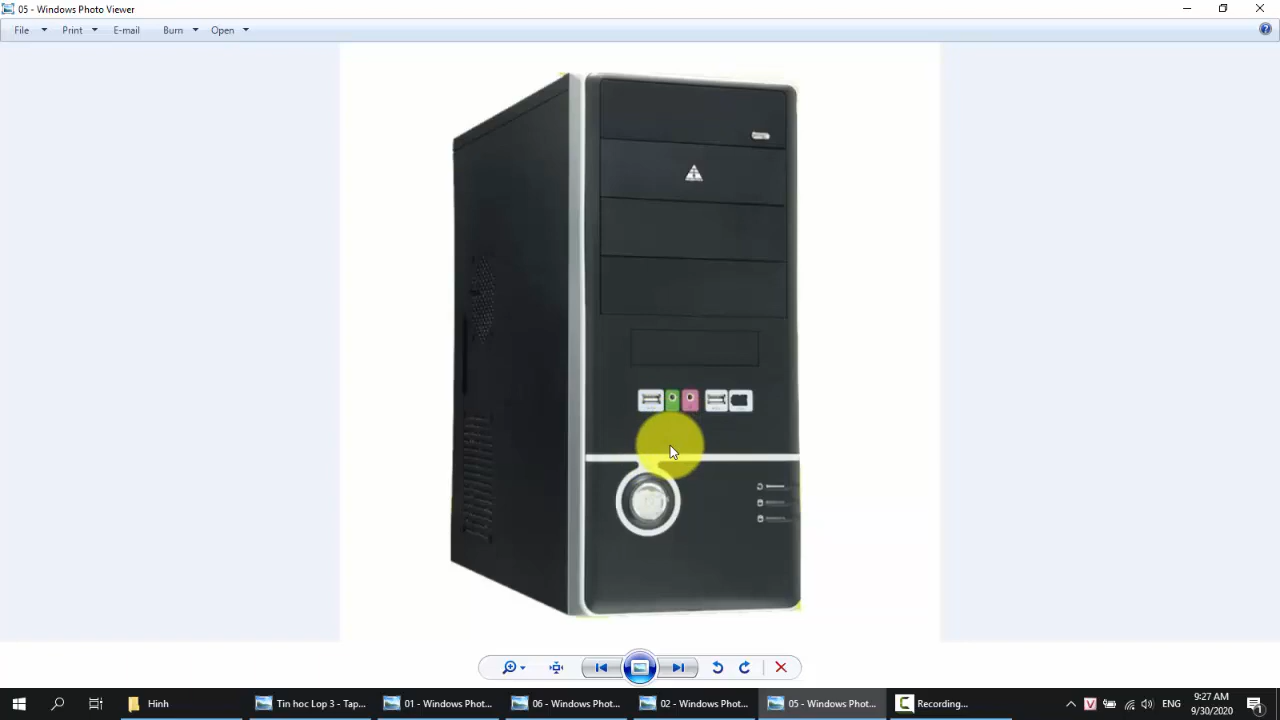 05 - Windows Photo Viewer
File Print E-mail Burn Open
Hinh Tin hoc Lop 3 - Tap... 01 - Windows Phot... 06 - Windows Phot... 02 - Windows Phot... 05 - Windows Phot... Recording... V ENG 9:27 AM
9/30/2020